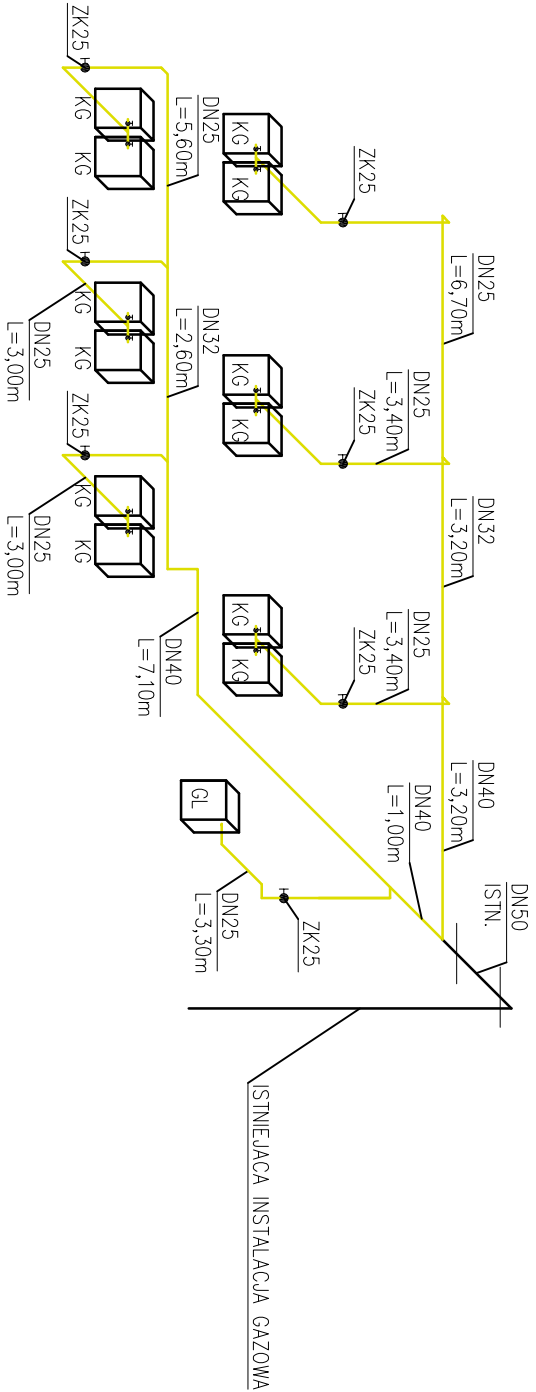 DN50
ISTN.
DN25
L=6,70m
DN32
L=3,20m
DN40
L=3,20m
DN25
L=3,40m
ZK25
DN25
L=3,40m
ZK25
DN40
L=1,00m
ZK25
ZK25
KG
KG
KG
KG
KG
KG
ISTNIEJACA INSTALACJA GAZOWA
DN25
L=3,30m
GL
DN25
L=5,60m
DN32
L=2,60m
DN40
L=7,10m
ZK25
KG
KG
ZK25
KG
KG
ZK25
KG
KG
DN25
L=3,00m
DN25
L=3,00m